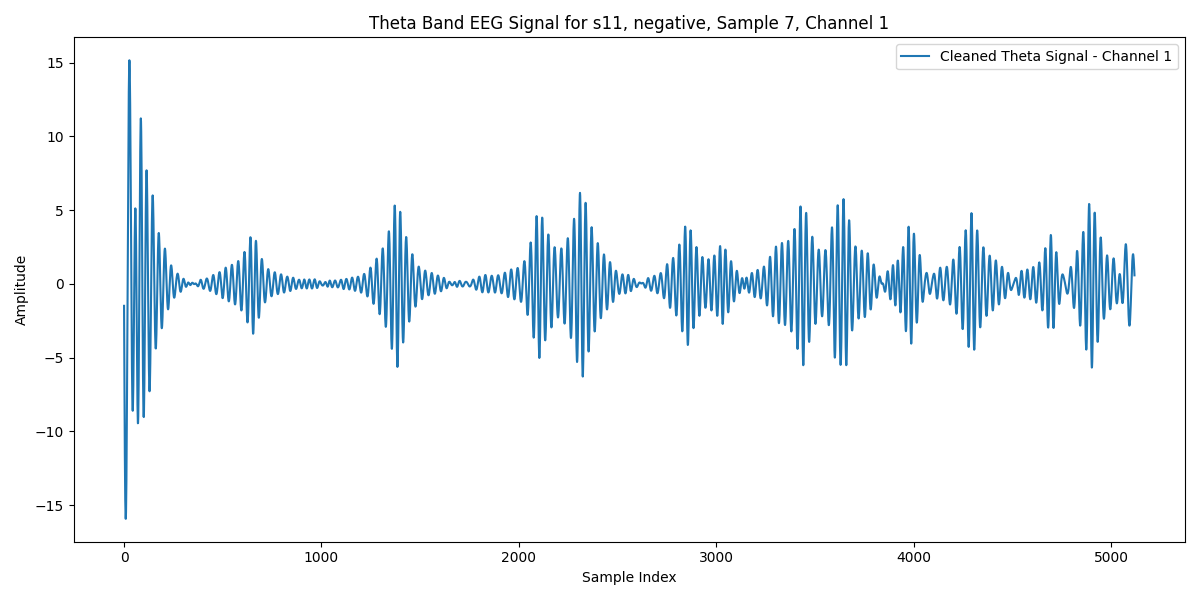 Theta Band EEG Signal for s11, negative, Sample 7, Channel 1
Cleaned Theta Signal - Channel 1
Amplitude
15
10
5
0
−5
−10
−15
0 1000 2000 3000 4000 5000
Sample Index